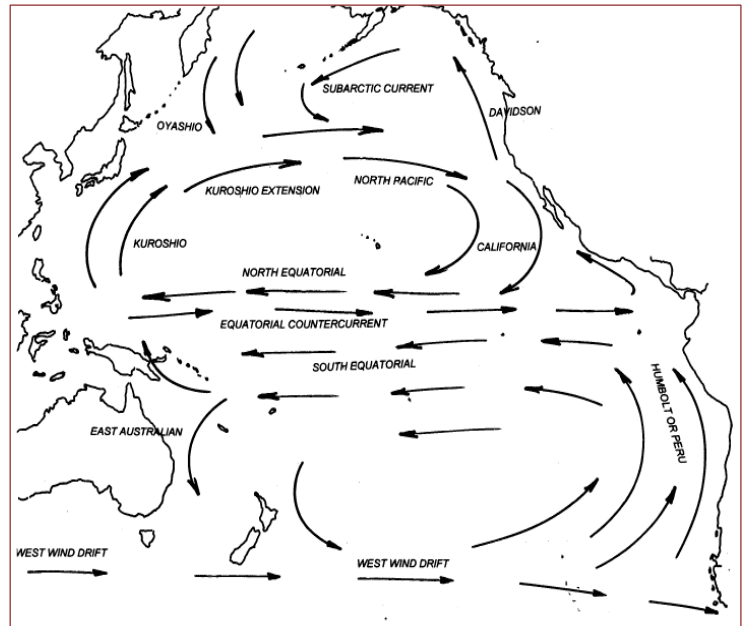 SUBARCTIC CURRENT
DAVIDSON
OYASHIO
KUROSHIO EXTENSION
NORTH PACIFIC
KUROSHIO
CALIFORNIA
NORTH EQUATORIAL
EQUATORIAL COUNTERCURRENT
SOUTH EQUATORIAL
HUMBOLT OR PERU
EAST AUSTRALIAN
WEST WIND DRIFT
WEST WIND DRIFT